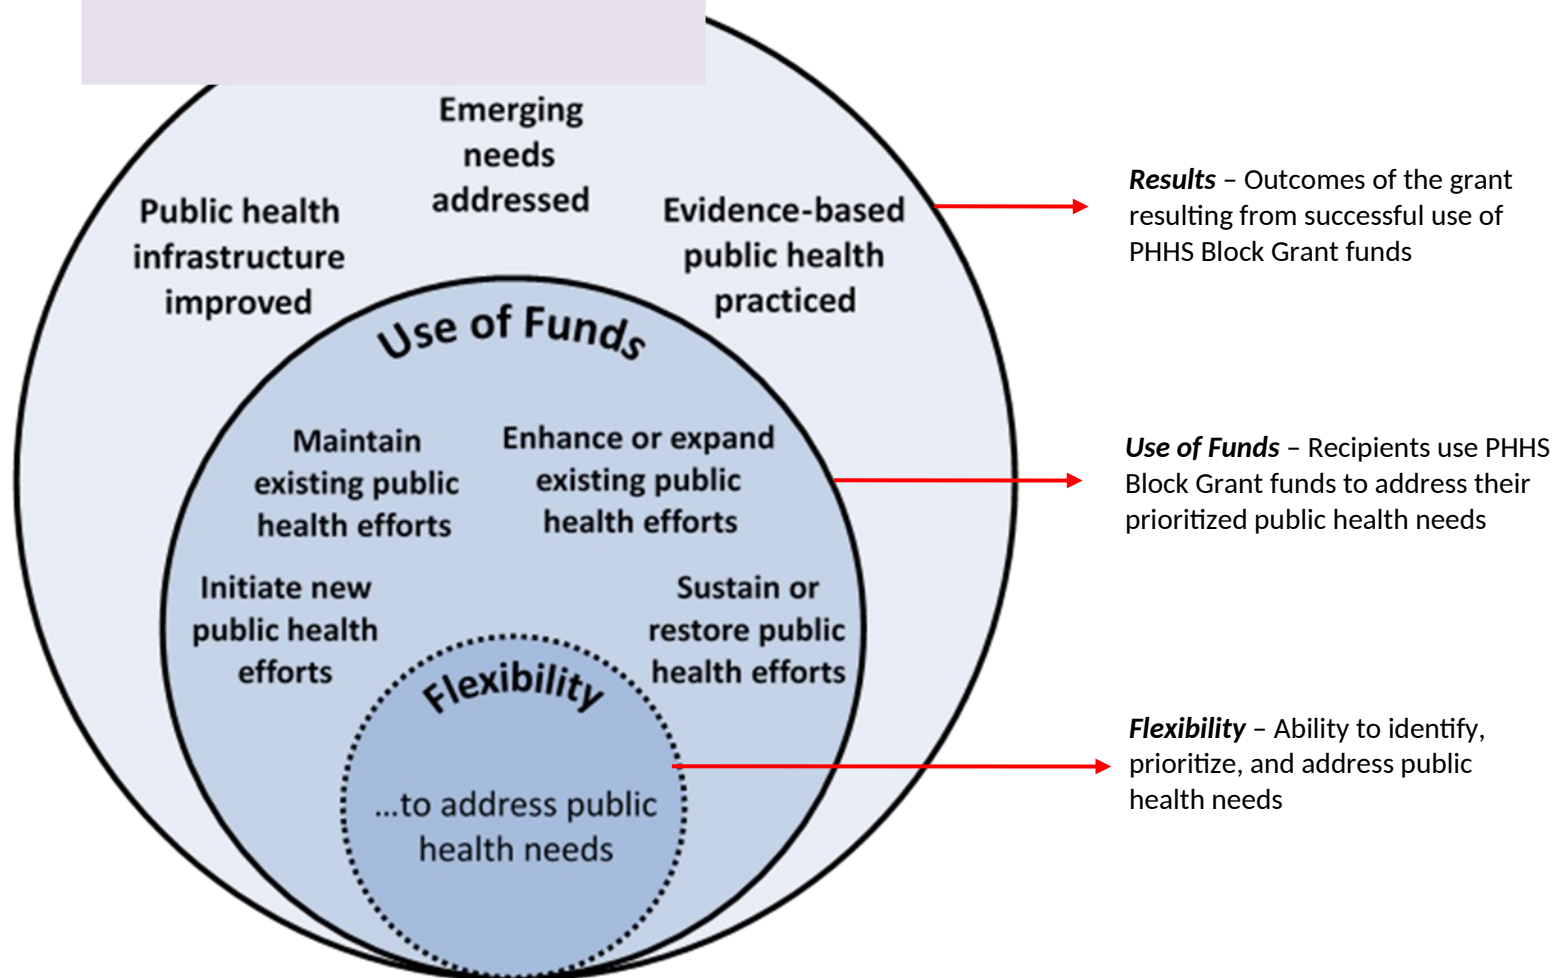 Emerging
needs
addressed
Public health
infrastructure
improved
Evidence-based
public health
practiced
Use of Funds
Maintain
existing public
health efforts
Enhance or expand
existing public
health efforts
Initiate new
public health
efforts
Sustain or
restore public
health efforts
Flexibility
...to address public
health needs
Results – Outcomes of the grant
resulting from successful use of
PHHS Block Grant funds
Use of Funds – Recipients use PHHS
Block Grant funds to address their
prioritized public health needs
Flexibility – Ability to identify,
prioritize, and address public
health needs